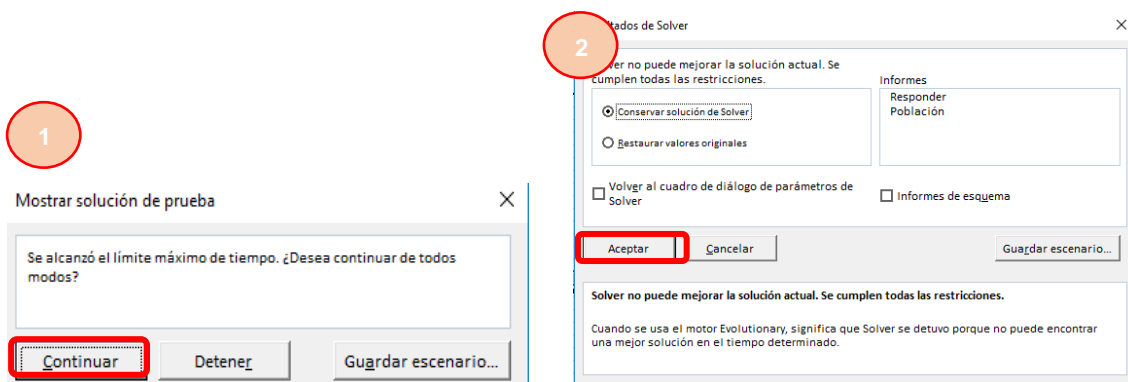 1
Mostrar solución de prueba
Se alcanzó el límite máximo de tiempo. ¿Desea continuar de todos
modos?
Continuar
Detener
Guardar escenario...
2
tados de Solver
ver no puede mejorar la solución actual. Se
cumplen todas las restricciones.
Conservar solución de Solver
Restaurar valores originales
Informes
Responder
Población
Volver al cuadro de diálogo de parámetros de
Solver
Informes de esquema
Aceptar
Cancelar
Guardar escenario...
Solver no puede mejorar la solución actual. Se cumplen todas las restricciones.
Cuando se usa el motor Evolutionary, significa que Solver se detuvo porque no puede encontrar
una mejor solución en el tiempo determinado.